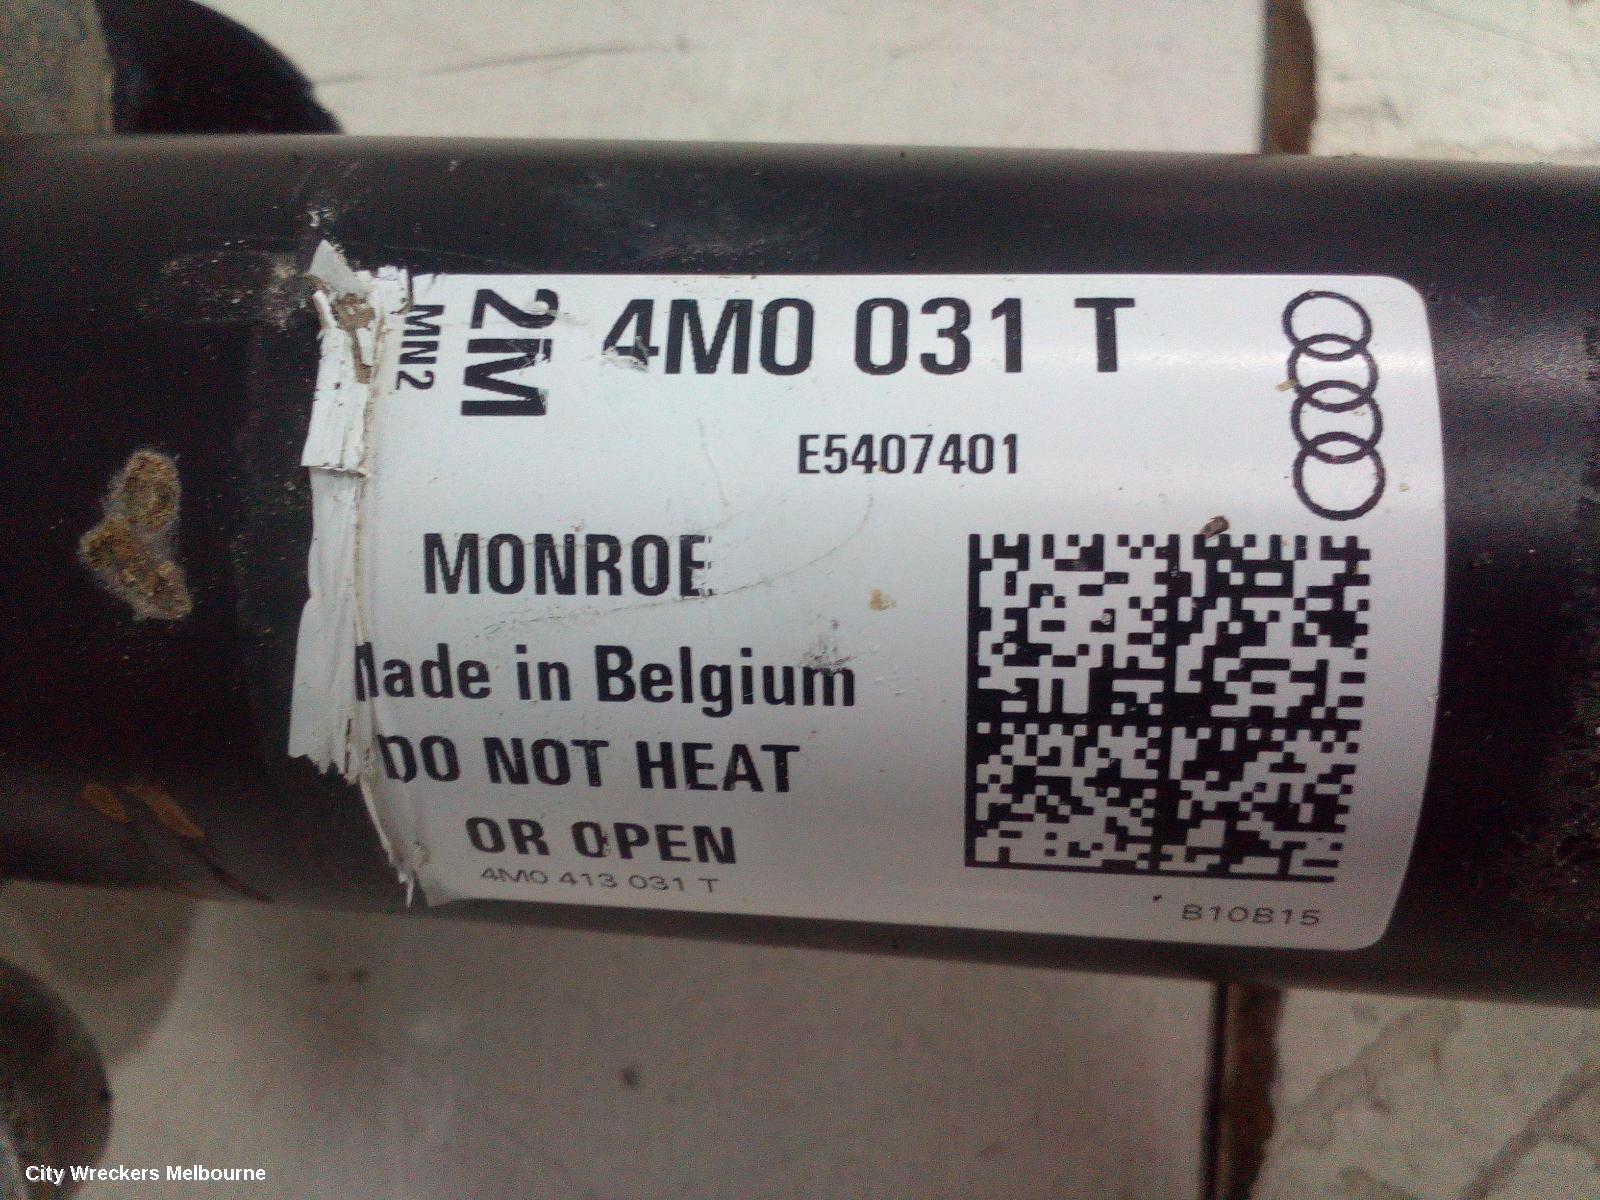 MN2
2M
4M0 031 T
E5407401
MONROE
Made in Belgium
DO NOT HEAT
OR OPEN
4M0 413 031 T
B10B15
City Wreckers Melbourne